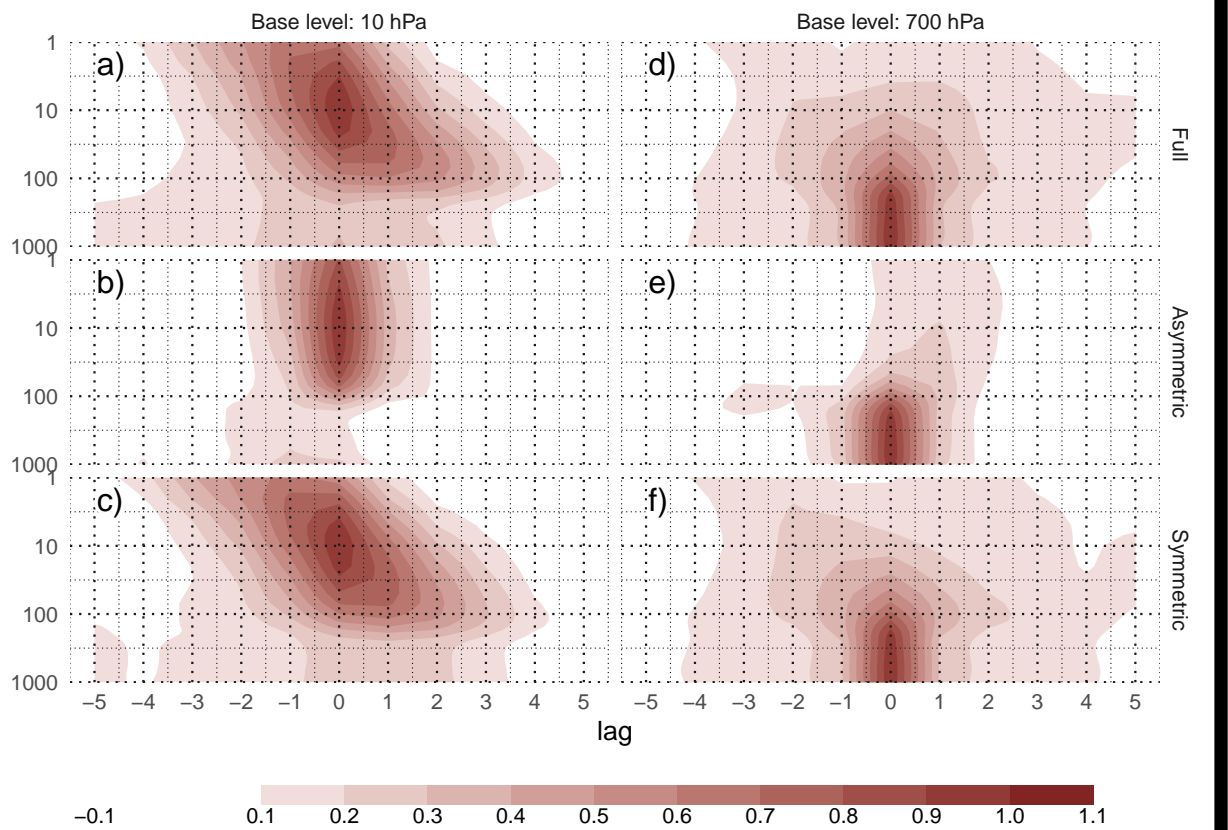 Base level: 10 hPa
Base level: 700 hPa
a)
d)
1
10
100
1000
Full
b)
e)
1
10
100
1000
Asymmetric
c)
f)
1
10
100
1000
Symmetric
−5 −4 −3 −2 −1 0 1 2 3 4 5
−5 −4 −3 −2 −1 0 1 2 3 4 5
lag
−0.1 0.1 0.2 0.3 0.4 0.5 0.6 0.7 0.8 0.9 1.0 1.1